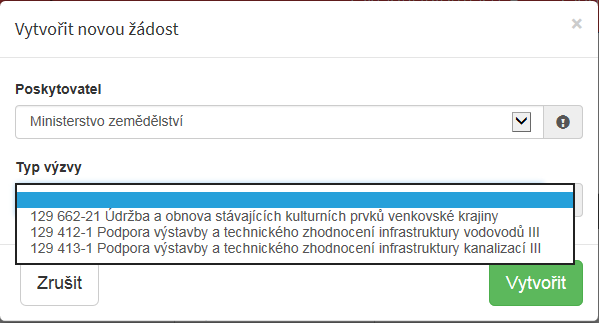 Vytvořit novou žádost
×
Poskytovatel
Ministerstvo zemědělství
Typ výzvy
129 662-21 Údržba a obnova stávajících kulturních prvků venkovské krajiny
129 412-1 Podpora výstavby a technického zhodnocení infrastruktury vodovodů III
129 413-1 Podpora výstavby a technického zhodnocení infrastruktury kanalizací III
Zrušit
Vytvořit